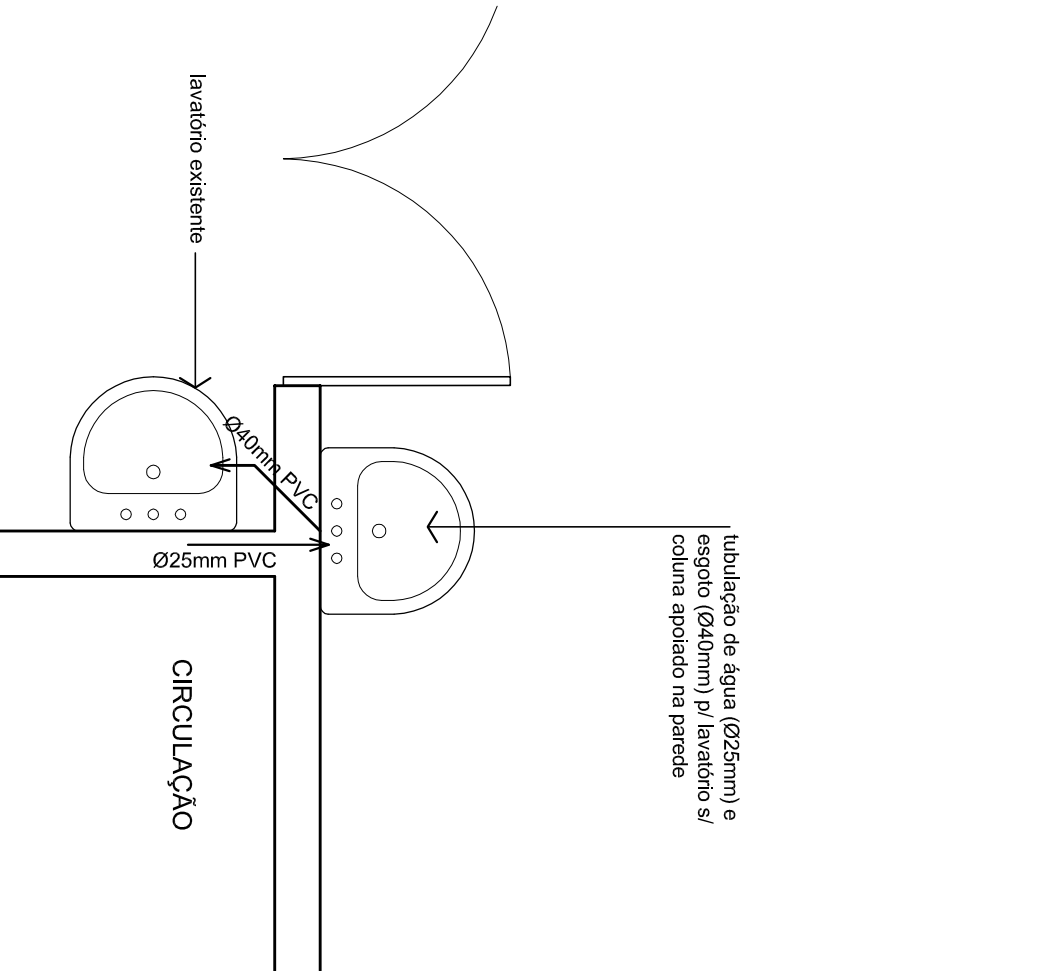 lavatório existente
Ø40mm PVC
Ø25mm PVC
tubulação de água (Ø25mm) e
esgoto (Ø40mm) p/ lavatório s/
coluna apoiado na parede
CIRCULAÇÃO